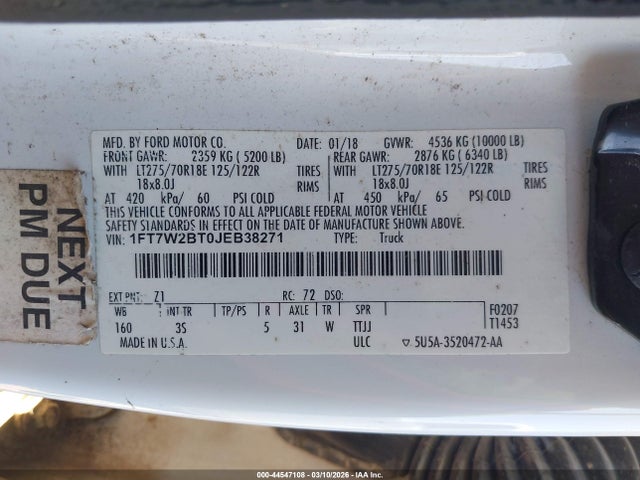 NEXT
PM DUE
MFD. BY FORD MOTOR CO.
DATE: 01/18 GVWR: 4536 KG (10000 LB)
FRONT GAWR: 2359 KG ( 5200 LB) REAR GAWR: 2876 KG ( 6340 LB)
WITH LT275/70R18E 125/122R TIRES WITH LT275/70R18E 125/122R TIRES
18x8.0J RIMS 18x8.0J RIMS
AT 420 kPa/ 60 PSI COLD AT 450 kPa/ 65 PSI COLD
THIS VEHICLE CONFORMS TO ALL APPLICABLE FEDERAL MOTOR VEHICLE
SAFETY STANDARDS IN EFFECT ON THE DATE OF MANUFACTURE SHOWN ABOVE.
VIN: 1FT7W2BT0JEB38271 TYPE: Truck
EXT PNT: Z1 RC: 72 DSO:
WB INT TR TP/PS R AXLE TR SPR F0207
160 3S 5 31 W TTJJ T1453
MADE IN U.S.A. ULC ▽ 5U5A-3520472-AA
000-44547108 - 03/10/2026 - IAAI.COM